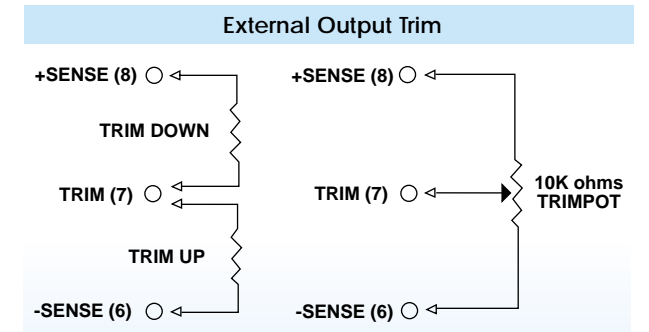 External Output Trim
+SENSE (8)
TRIM DOWN
TRIM (7)
TRIM UP
-SENSE (6)
+SENSE (8)
TRIM (7)
10K ohms
TRIMPOT
-SENSE (6)